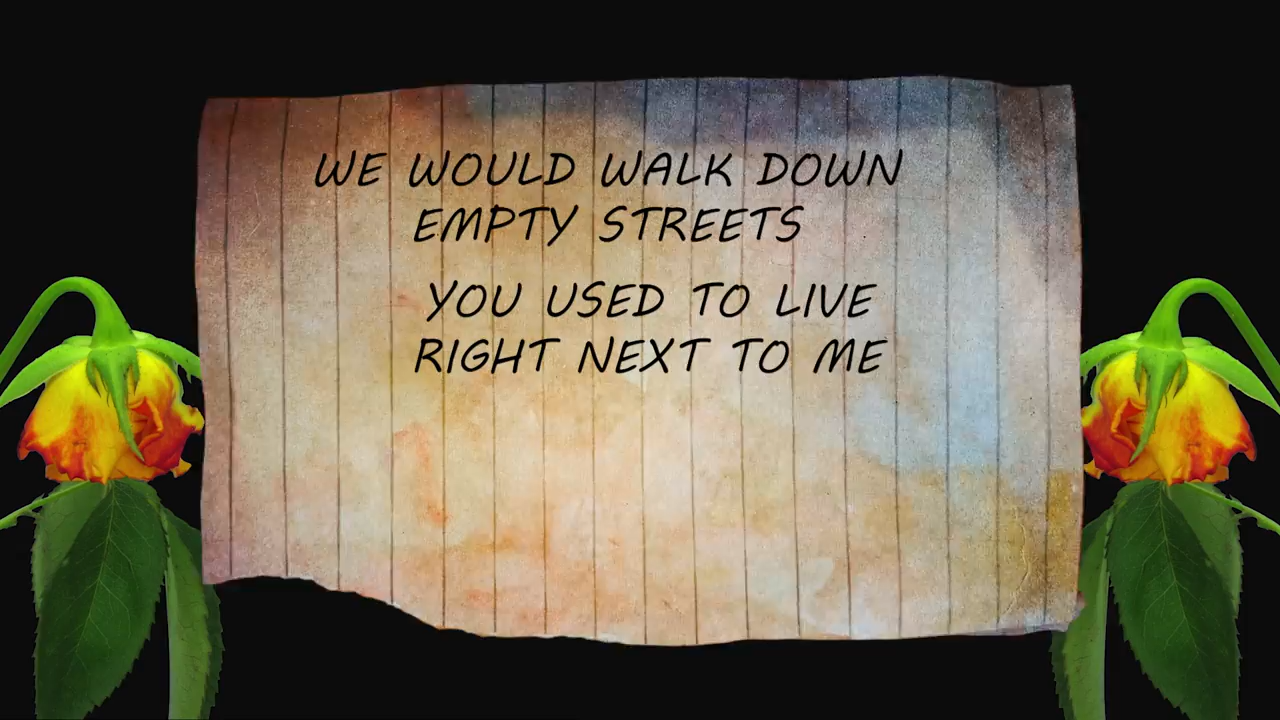 WE WOULD WALK DOWN
EMPTY STREETS
YOU USED TO LIVE
RIGHT NEXT TO ME